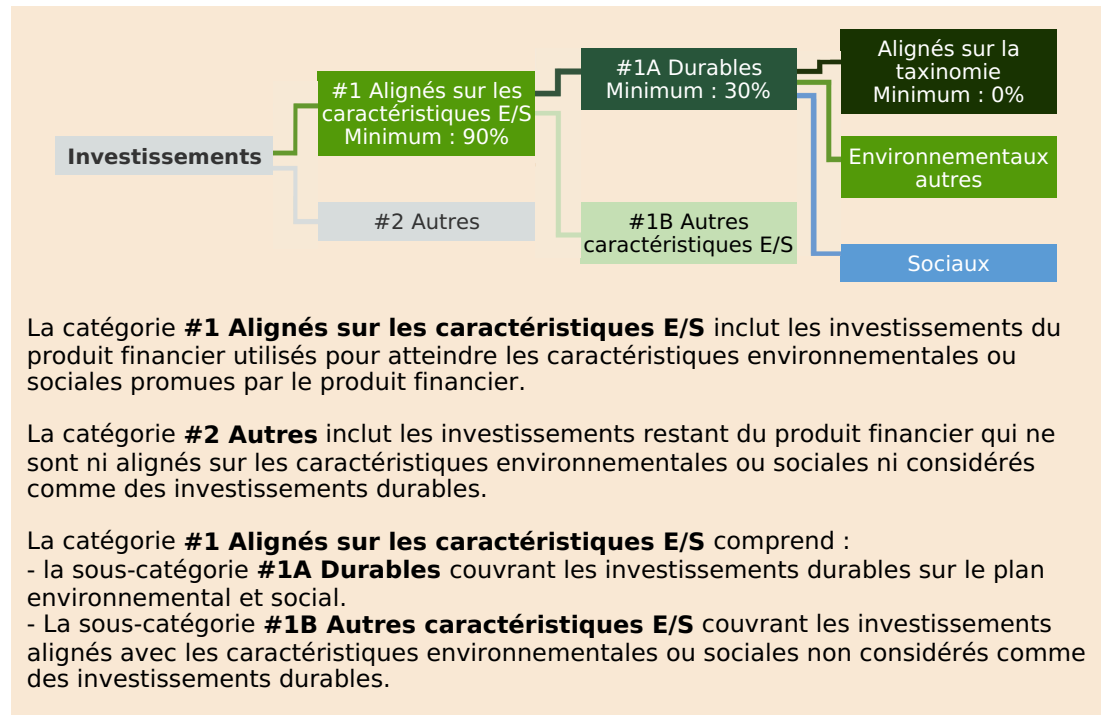 Investissements
#1 Alignés sur les
caractéristiques E/S
Minimum : 90%
#2 Autres
#1A Durables
Minimum : 30%
#1B Autres
caractéristiques E/S
Alignés sur la
taxinomie
Minimum : 0%
Environnementaux
autres
Sociaux
La catégorie #1 Alignés sur les caractéristiques E/S inclut les investissements du
produit financier utilisés pour atteindre les caractéristiques environnementales ou
sociales promues par le produit financier.
La catégorie #2 Autres inclut les investissements restant du produit financier qui ne
sont ni alignés sur les caractéristiques environnementales ou sociales ni considérés
comme des investissements durables.
La catégorie #1 Alignés sur les caractéristiques E/S comprend :
- la sous-catégorie #1A Durables couvrant les investissements durables sur le plan
environnemental et social.
- La sous-catégorie #1B Autres caractéristiques E/S couvrant les investissements
alignés avec les caractéristiques environnementales ou sociales non considérés comme
des investissements durables.